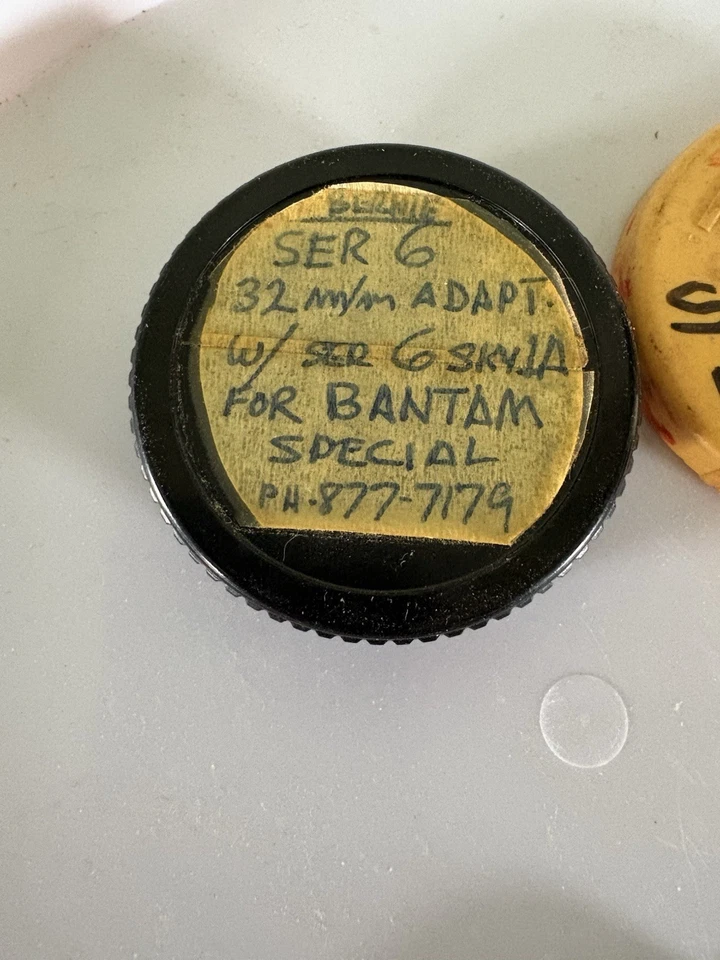 BERNIE
SER 6
32 m/m ADAPT.
W/ SER 6 SKY1A
FOR BANTAM
SPECIAL
PH-877-7179
S